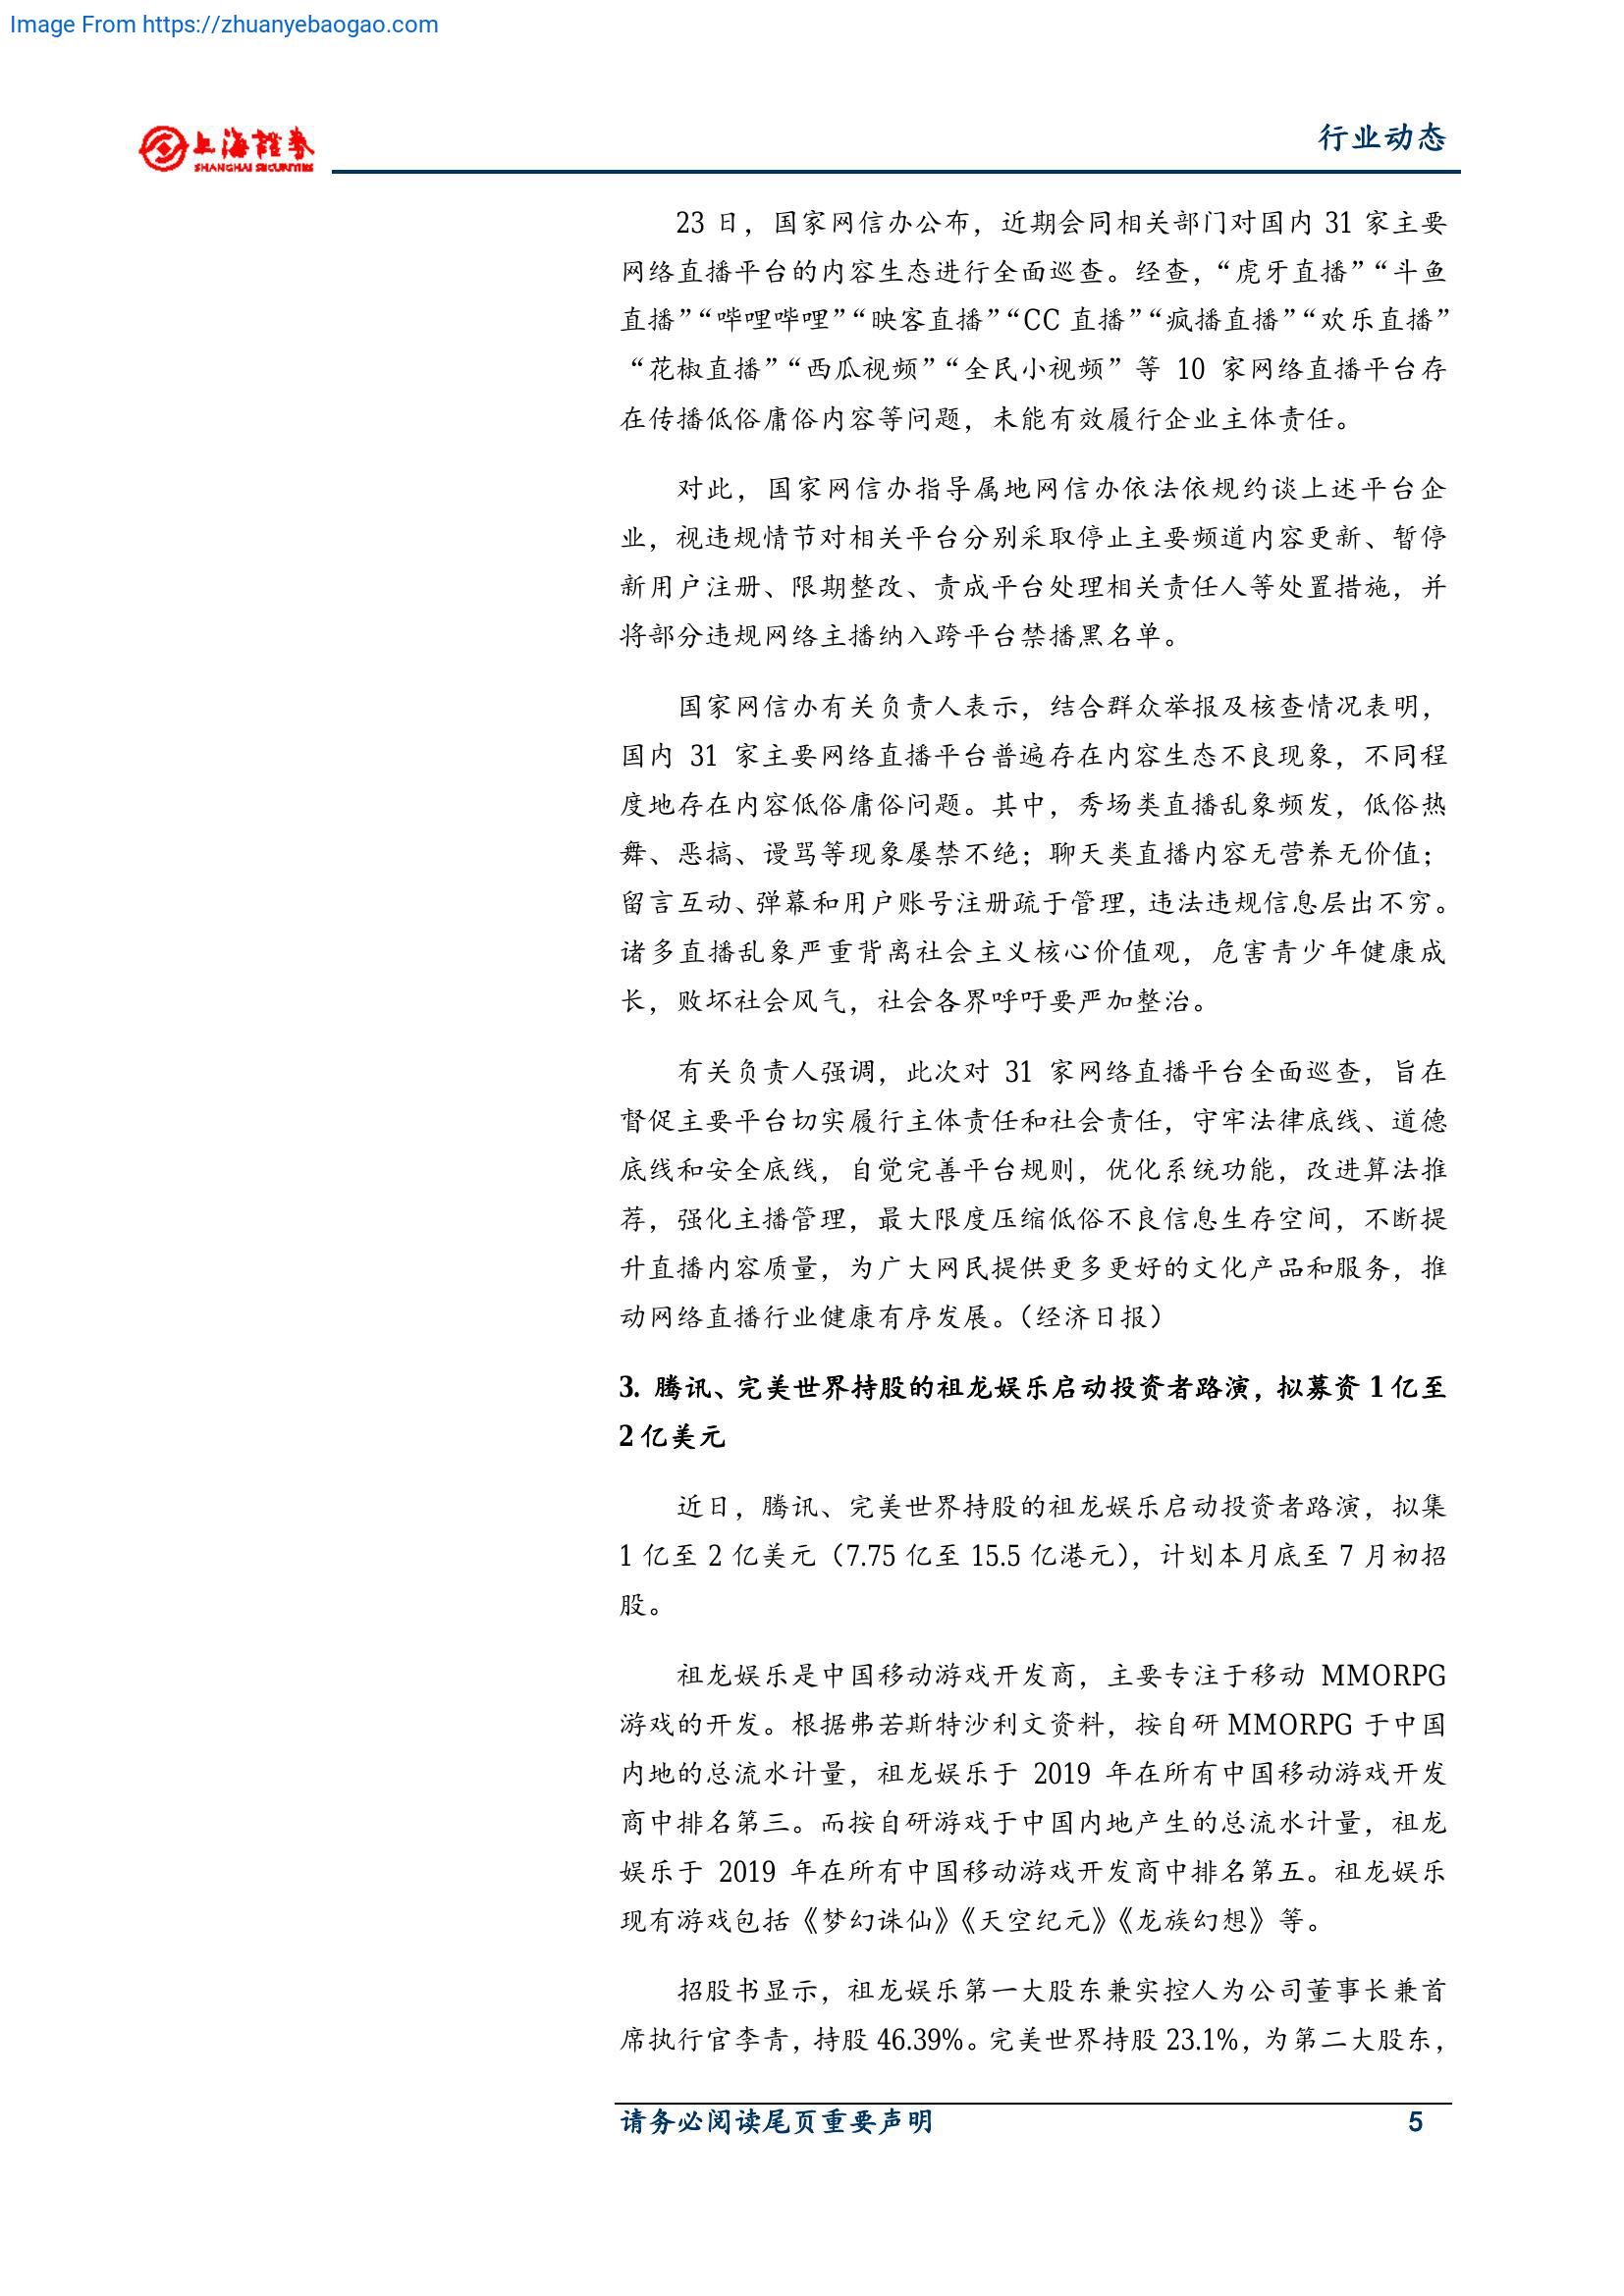 Image From https://zhuanyebaogao.com
上海證券
SHANGHAI SECURITIES
行业动态
23 日，国家网信办公布，近期会同相关部门对国内 31 家主要
网络直播平台的内容生态进行全面巡查。经查，“虎牙直播”“斗鱼
直播”“哔哩哔哩”“映客直播”“CC 直播”“疯播直播”“欢乐直播”
“花椒直播”“西瓜视频”“全民小视频” 等 10 家网络直播平台存
在传播低俗庸俗内容等问题，未能有效履行企业主体责任。
对此，国家网信办指导属地网信办依法依规约谈上述平台企
业，视违规情节对相关平台分别采取停止主要频道内容更新、暂停
新用户注册、限期整改、责成平台处理相关责任人等处置措施，并
将部分违规网络主播纳入跨平台禁播黑名单。
国家网信办有关负责人表示，结合群众举报及核查情况表明，
国内 31 家主要网络直播平台普遍存在内容生态不良现象，不同程
度地存在内容低俗庸俗问题。其中，秀场类直播乱象频发，低俗热
舞、恶搞、谩骂等现象屡禁不绝；聊天类直播内容无营养无价值；
留言互动、弹幕和用户账号注册疏于管理，违法违规信息层出不穷。
诸多直播乱象严重背离社会主义核心价值观，危害青少年健康成
长，败坏社会风气，社会各界呼吁要严加整治。
有关负责人强调，此次对 31 家网络直播平台全面巡查，旨在
督促主要平台切实履行主体责任和社会责任，守牢法律底线、道德
底线和安全底线，自觉完善平台规则，优化系统功能，改进算法推
荐，强化主播管理，最大限度压缩低俗不良信息生存空间，不断提
升直播内容质量，为广大网民提供更多更好的文化产品和服务，推
动网络直播行业健康有序发展。（经济日报）
3. 腾讯、完美世界持股的祖龙娱乐启动投资者路演，拟募资 1 亿至
2 亿美元
近日，腾讯、完美世界持股的祖龙娱乐启动投资者路演，拟集
1 亿至 2 亿美元（7.75 亿至 15.5 亿港元），计划本月底至 7 月初招
股。
祖龙娱乐是中国移动游戏开发商，主要专注于移动 MMORPG
游戏的开发。根据弗若斯特沙利文资料，按自研 MMORPG 于中国
内地的总流水计量，祖龙娱乐于 2019 年在所有中国移动游戏开发
商中排名第三。而按自研游戏于中国内地产生的总流水计量，祖龙
娱乐于 2019 年在所有中国移动游戏开发商中排名第五。祖龙娱乐
现有游戏包括《梦幻诛仙》《天空纪元》《龙族幻想》等。
招股书显示，祖龙娱乐第一大股东兼实控人为公司董事长兼首
席执行官李青，持股 46.39%。完美世界持股 23.1%，为第二大股东，
请务必阅读尾页重要声明
5